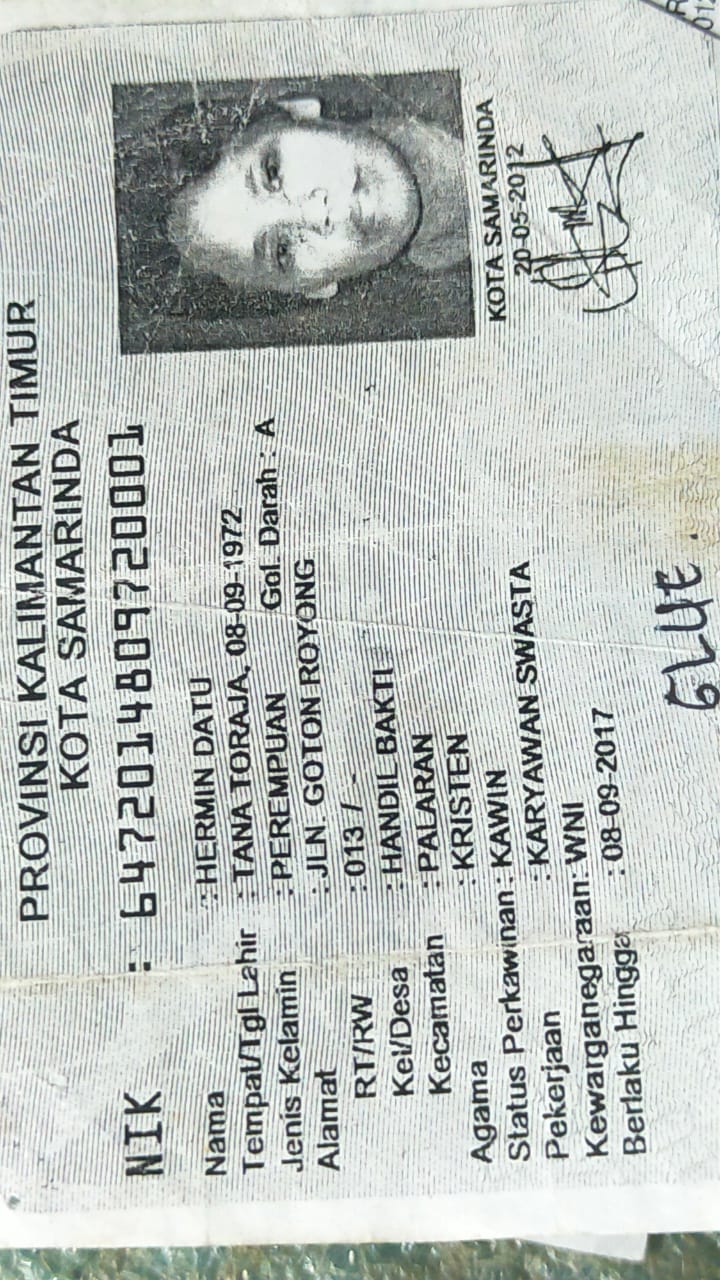 PROVINSI KALIMANTAN TIMUR
KOTA SAMARINDA
NIK : 6472014809720001
Nama : HERMIN DATU
Tempat/Tgl Lahir : TANA TORAJA, 08-09-1972
Jenis Kelamin : PEREMPUAN Gol. Darah : A
Alamat : JLN. GOTON ROYONG
RT/RW : 013 / -
Kel/Desa : HANDIL BAKTI
Kecamatan : PALARAN
Agama : KRISTEN
Status Perkawinan : KAWIN
Pekerjaan : KARYAWAN SWASTA
Kewarganegaraan : WNI
Berlaku Hingga : 08-09-2017
KOTA SAMARINDA
20-05-2012